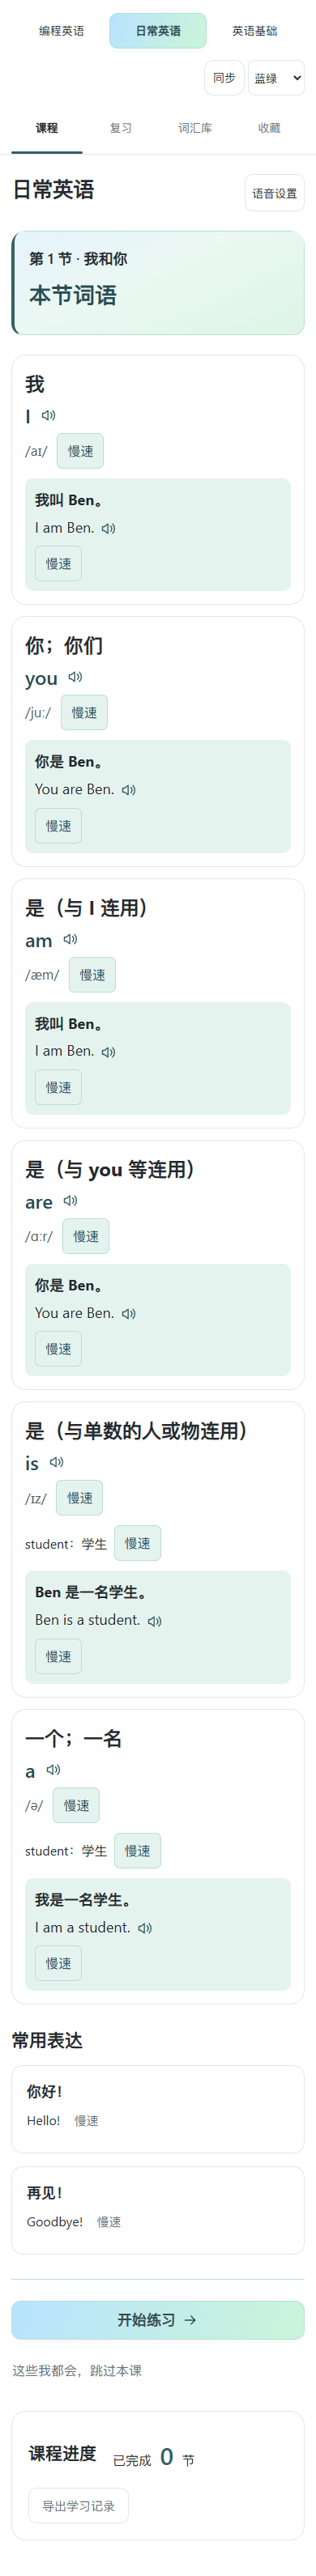 编程英语 日常英语 英语基础
同步 蓝绿
课程 复习 词汇库 收藏
日常英语 语音设置
第 1 节 · 我和你
本节词语
我
I
/aɪ/ 慢速
我叫 Ben。
I am Ben.
慢速
你；你们
you
/juː/ 慢速
你是 Ben。
You are Ben.
慢速
是（与 I 连用）
am
/æm/ 慢速
我叫 Ben。
I am Ben.
慢速
是（与 you 等连用）
are
/ɑːr/ 慢速
你是 Ben。
You are Ben.
慢速
是（与单数的人或物连用）
is
/ɪz/ 慢速
student：学生 慢速
Ben 是一名学生。
Ben is a student.
慢速
一个；一名
a
/ə/ 慢速
student：学生 慢速
我是一名学生。
I am a student.
慢速
常用表达
你好！
Hello! 慢速
再见！
Goodbye! 慢速
开始练习 →
这些我都会，跳过本课
课程进度 已完成 0 节
导出学习记录